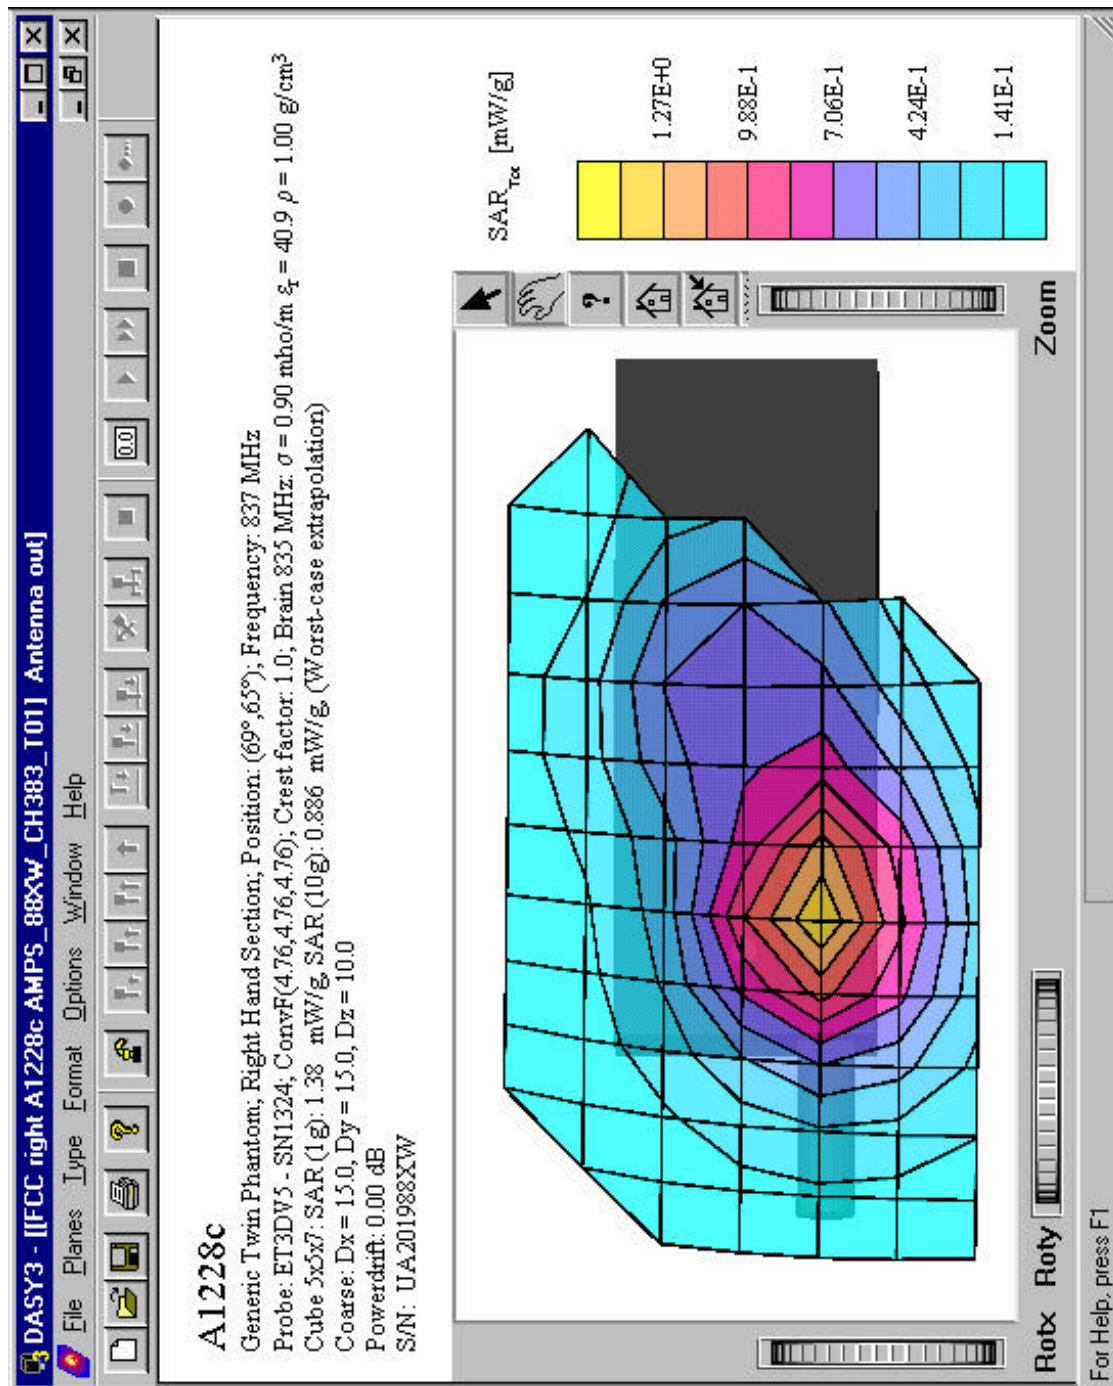 DASY3 - [[FCC right A1228c AMPS_88XW_CH383_T01] Antenna out]
File Planes Type Format Options Window Help
0.0
A1228c
Generic Twin Phantom; Right Hand Section; Position: (69°,65°); Frequency: 837 MHz
Probe: ET3DV5 - SN1324; ConvF(4.76,4.76,4.76); Crest factor: 1.0; Brain 835 MHz: σ = 0.90 mho/m εr = 40.9 ρ = 1.00 g/cm³
Cube 5x5x7: SAR (1g): 1.38 mW/g, SAR (10g): 0.886 mW/g, (Worst-case extrapolation)
Coarse: Dx = 15.0, Dy = 15.0, Dz = 10.0
Powerdrift: 0.00 dB
S/N: UA201988XW
SAR Tot [mW/g]
1.27E+0
9.88E-1
7.06E-1
4.24E-1
1.41E-1
Rotx Roty Zoom
For Help, press F1